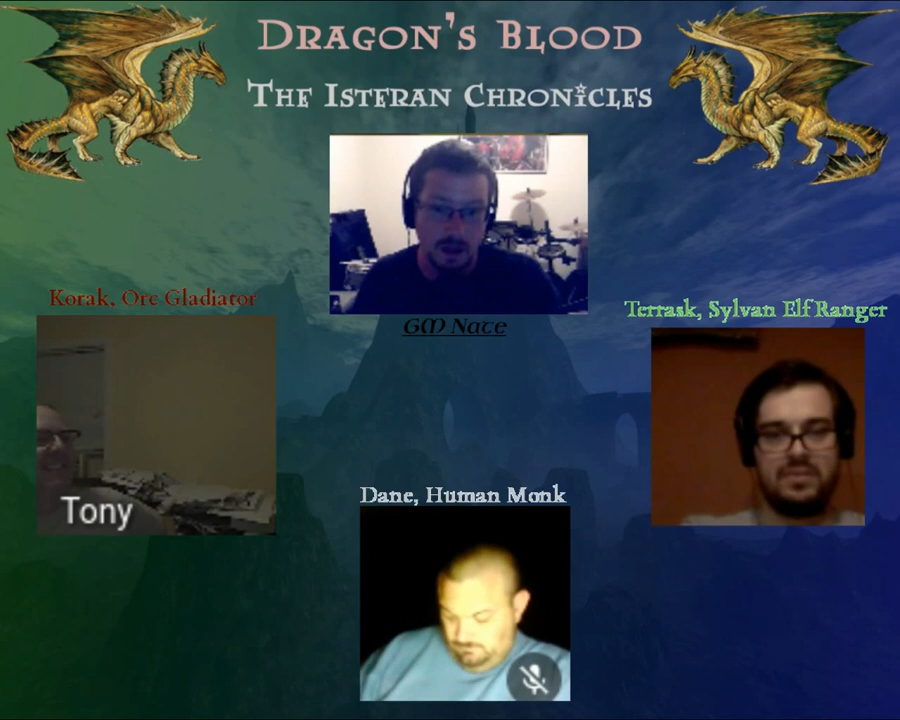 Dragon's Blood
The Isteran Chronicles
GM Nate
Korak, Orc Gladiator
Terrask, Sylvan Elf Ranger
Tony
Dane, Human Monk